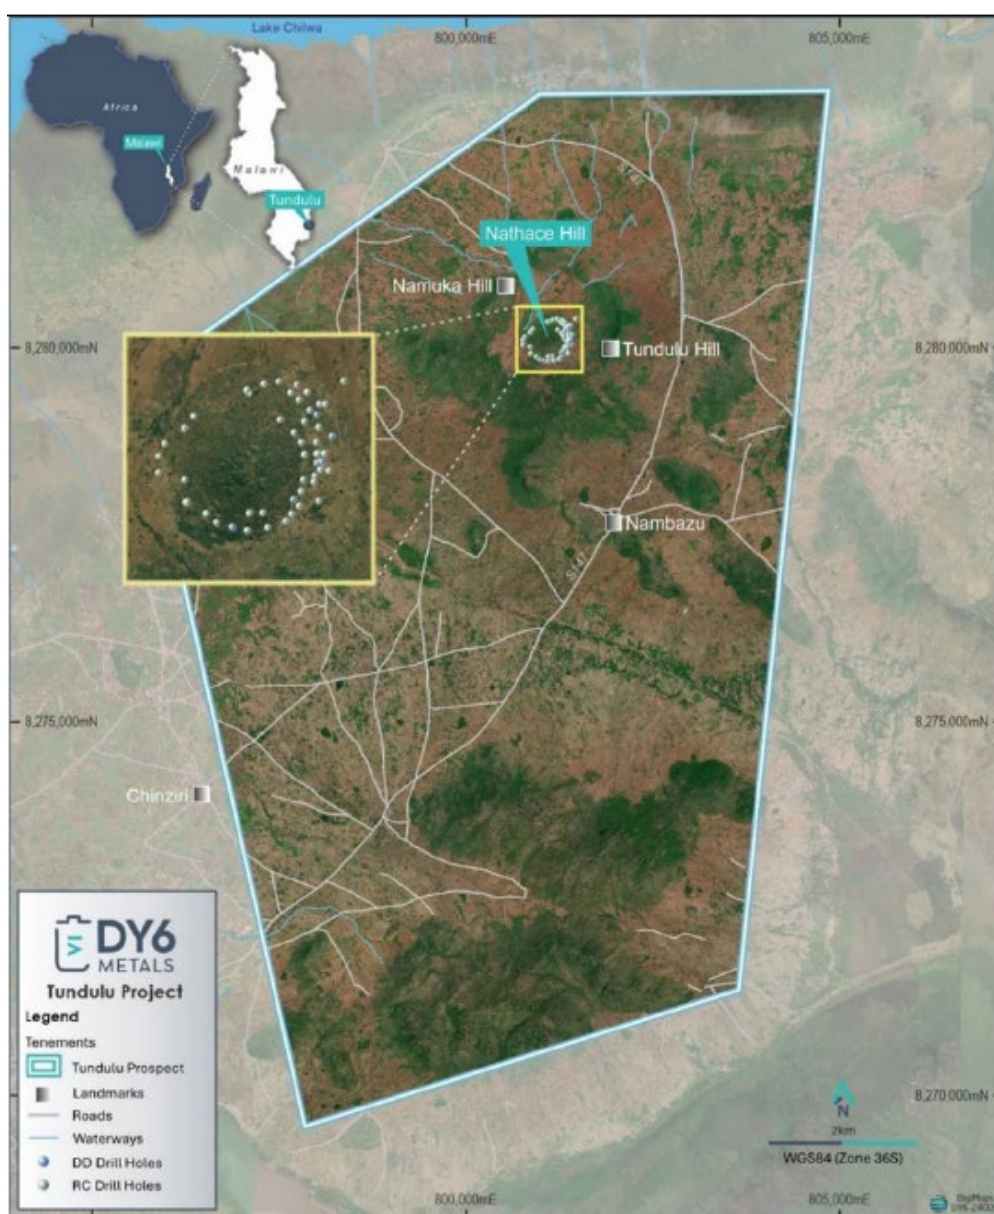 Lake Chilwa
800,000mE
805,000mE
Africa
Malawi
Malawi
Tundulu
S147
Nathace Hill
Namuka Hill
8,280,000mN
Tundulu Hill
8,280,000mN
Nambazu
S147
8,275,000mN
8,275,000mN
Chinziri
DY6
METALS
Tundulu Project
Legend
Tenements
Tundulu Prospect
Landmarks
Roads
Waterways
DD Drill Holes
RC Drill Holes
8,270,000mN
N
2km
WGS84 (Zone 36S)
800,000mE
805,000mE
DigiMaps